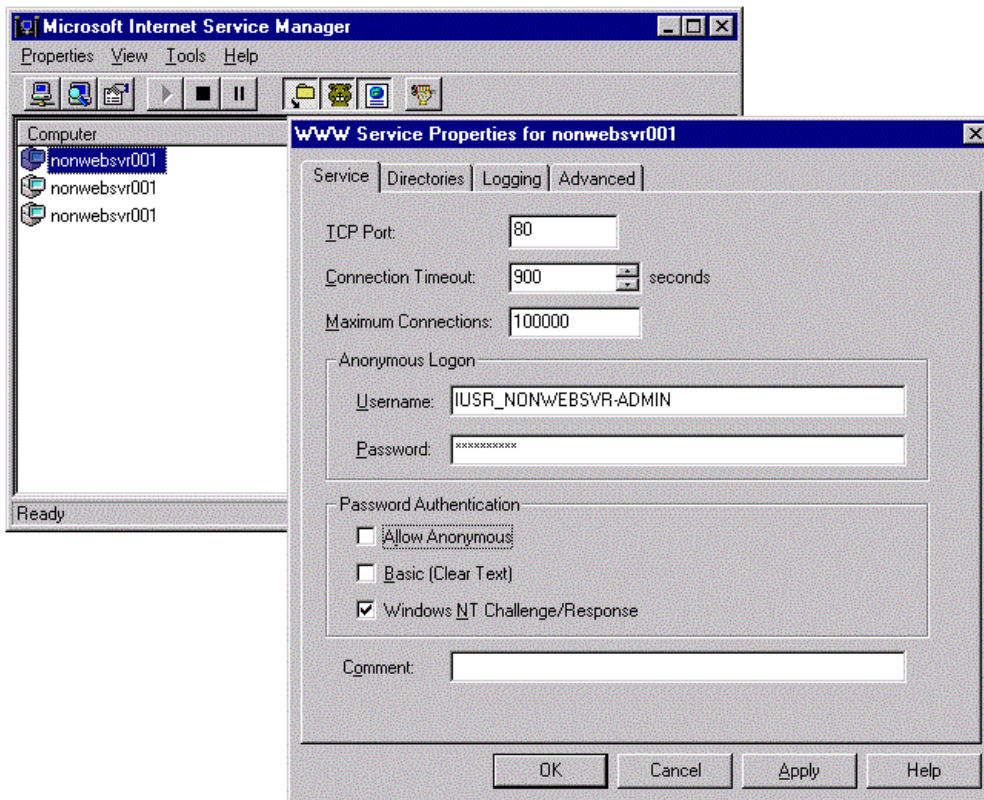 Microsoft Internet Service Manager
Properties View Tools Help
Computer
nonwebsvr001
nonwebsvr001
nonwebsvr001
Ready
WWW Service Properties for nonwebsvr001
Service Directories Logging Advanced
TCP Port: 80
Connection Timeout: 900 seconds
Maximum Connections: 100000
Anonymous Logon
Username: IUSR_NONWEBSVR-ADMIN
Password: **********
Password Authentication
Allow Anonymous
Basic (Clear Text)
Windows NT Challenge/Response
Comment:
OK Cancel Apply Help